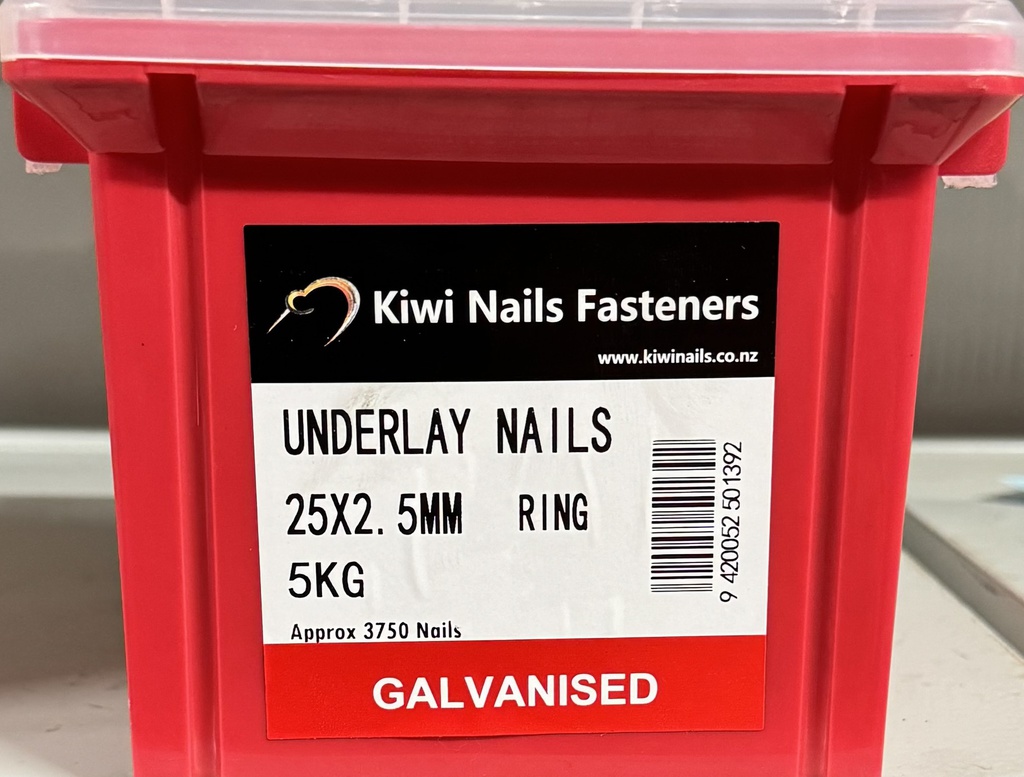 Kiwi Nails Fasteners
www.kiwinails.co.nz
UNDERLAY NAILS
25X2.5MM RING
5KG
Approx 3750 Nails
9 420052 501392
GALVANISED